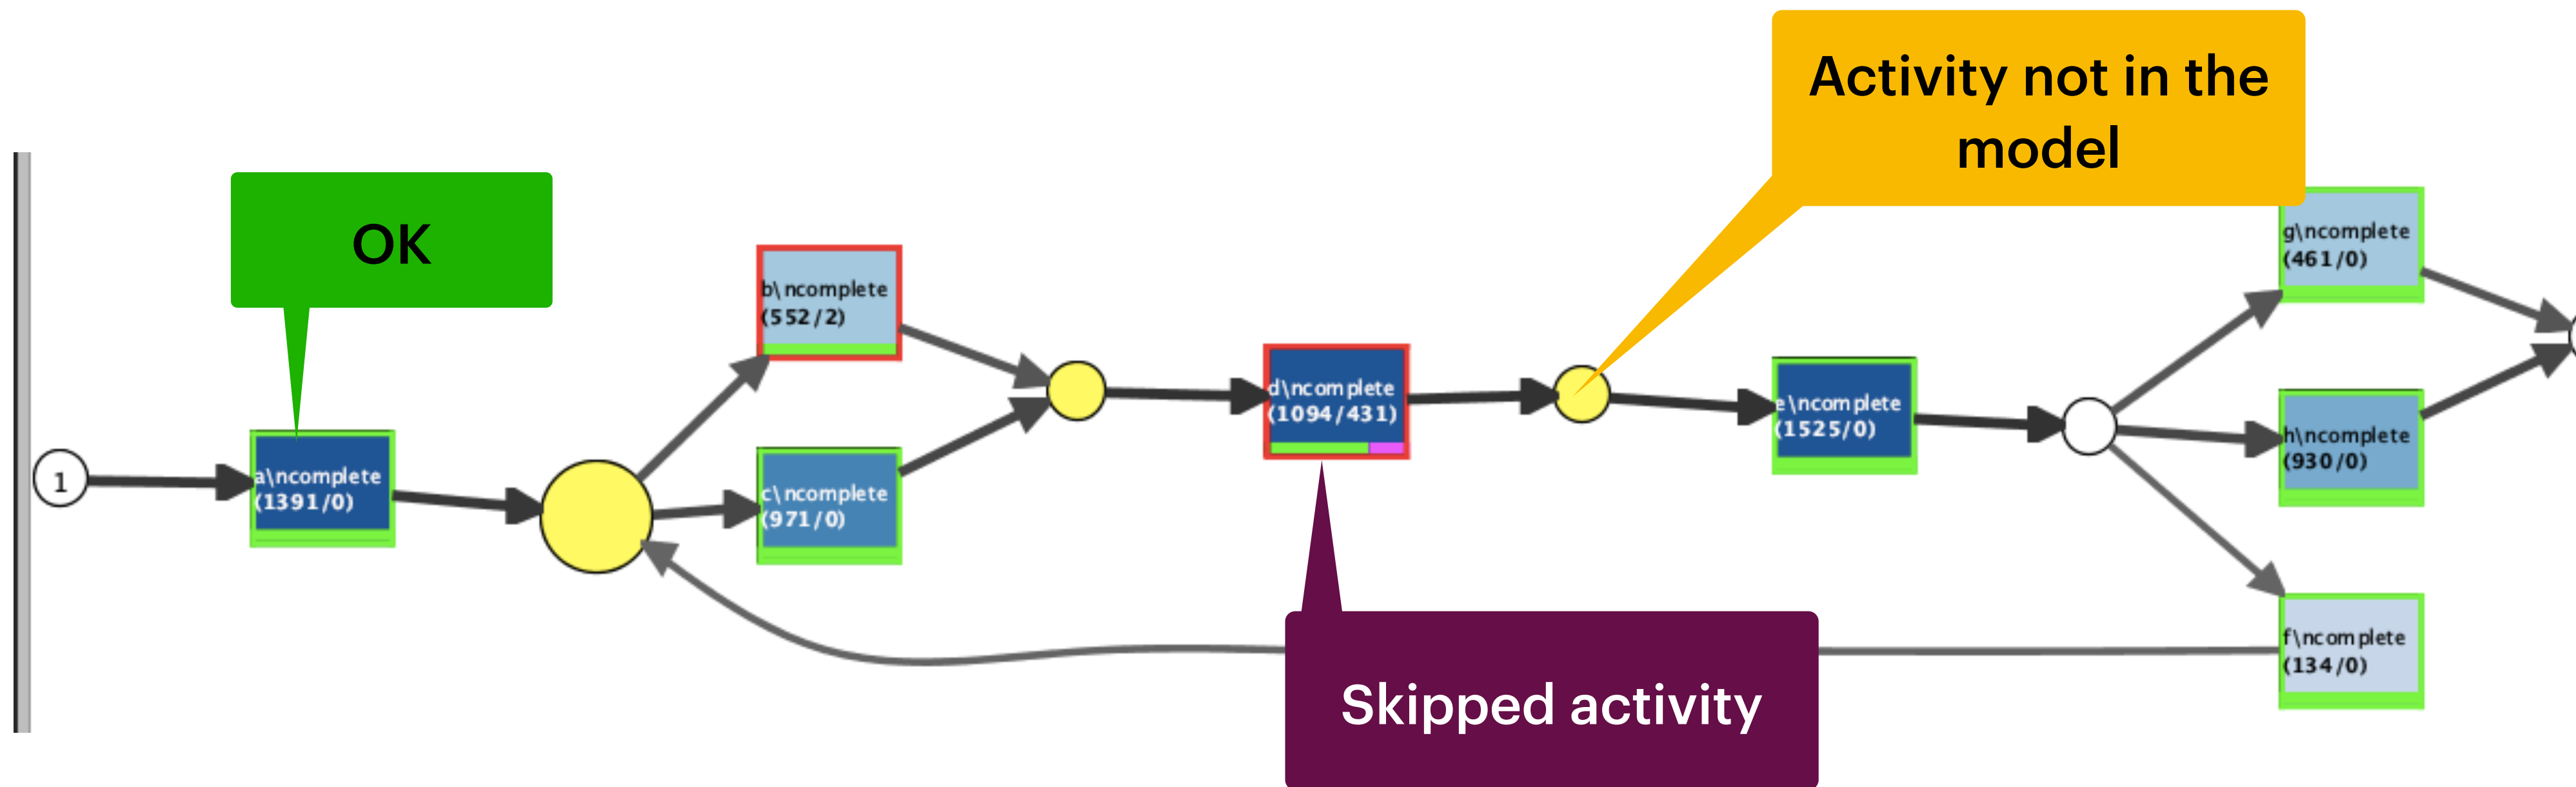 Activity not in the
model
OK
1
a\ncomplete
(1391/0)
b\ncomplete
(552/2)
c\ncomplete
(971/0)
d\ncomplete
(1094/431)
e\ncomplete
(1525/0)
g\ncomplete
(461/0)
h\ncomplete
(930/0)
f\ncomplete
(134/0)
Skipped activity